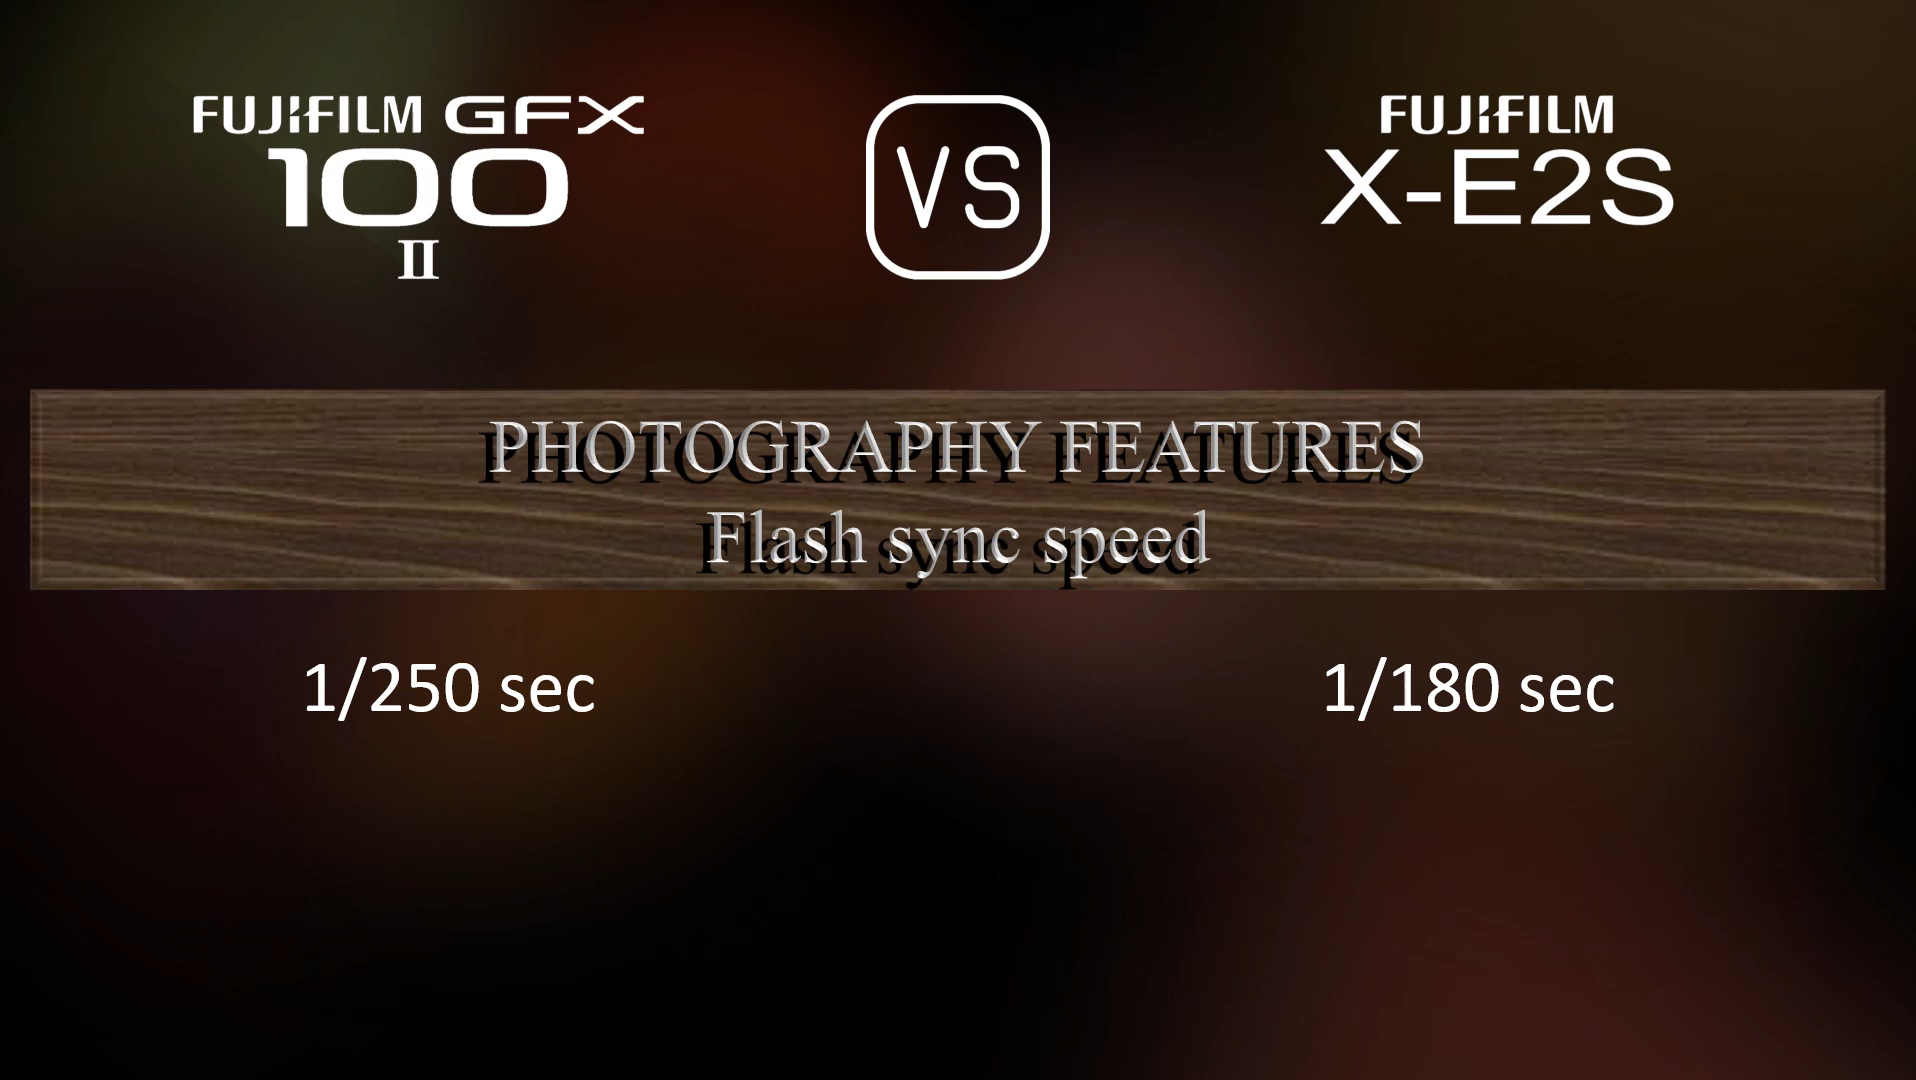 FUJIFILM GFX
100
II
VS
FUJIFILM
X-E2S
PHOTOGRAPHY FEATURES
Flash sync speed
1/250 sec
1/180 sec